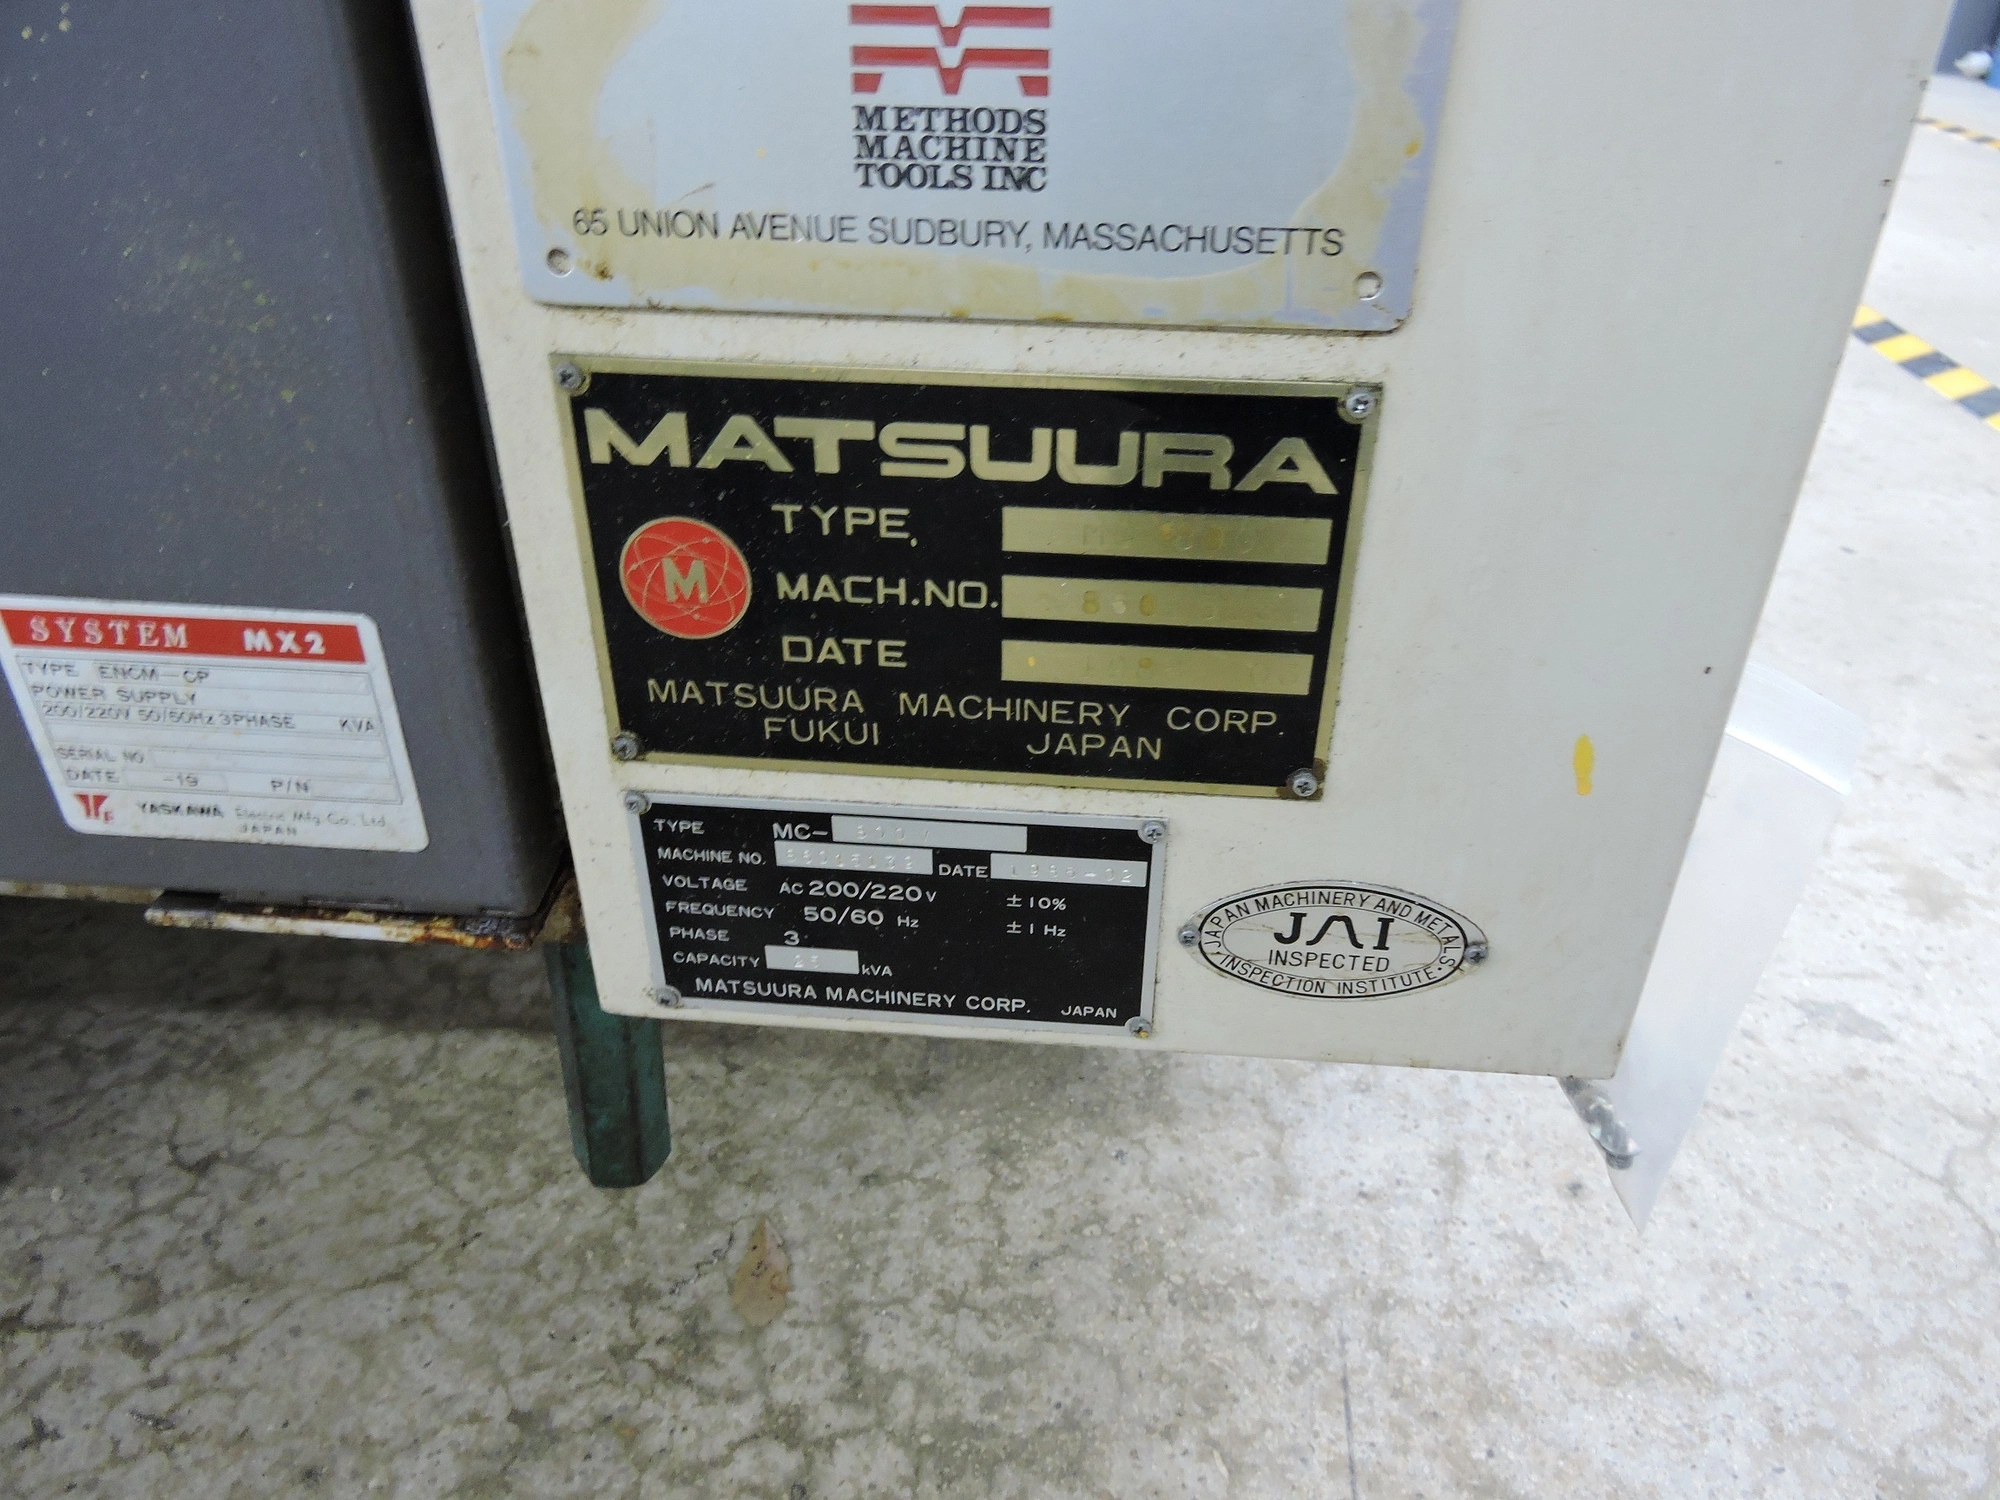 METHODS
MACHINE
TOOLS INC
65 UNION AVENUE SUDBURY, MASSACHUSETTS
MATSUURA
TYPE.
M
MACH.NO.
DATE
MATSUURA MACHINERY CORP.
FUKUI JAPAN
SYSTEM MX2
TYPE ENCM-CP
POWER SUPPLY
200/220V 50/60Hz 3PHASE KVA
SERIAL NO
DATE -19 P/N
YASKAWA Electric Mfg Co., Ltd.
JAPAN
TYPE MC-
MACHINE NO. DATE
VOLTAGE AC 200/220V ±10%
FREQUENCY 50/60 Hz ±1 Hz
PHASE 3
CAPACITY kVA
MATSUURA MACHINERY CORP. JAPAN
JAPAN MACHINERY AND METALS
JMI
INSPECTED
INSPECTION INSTITUTE